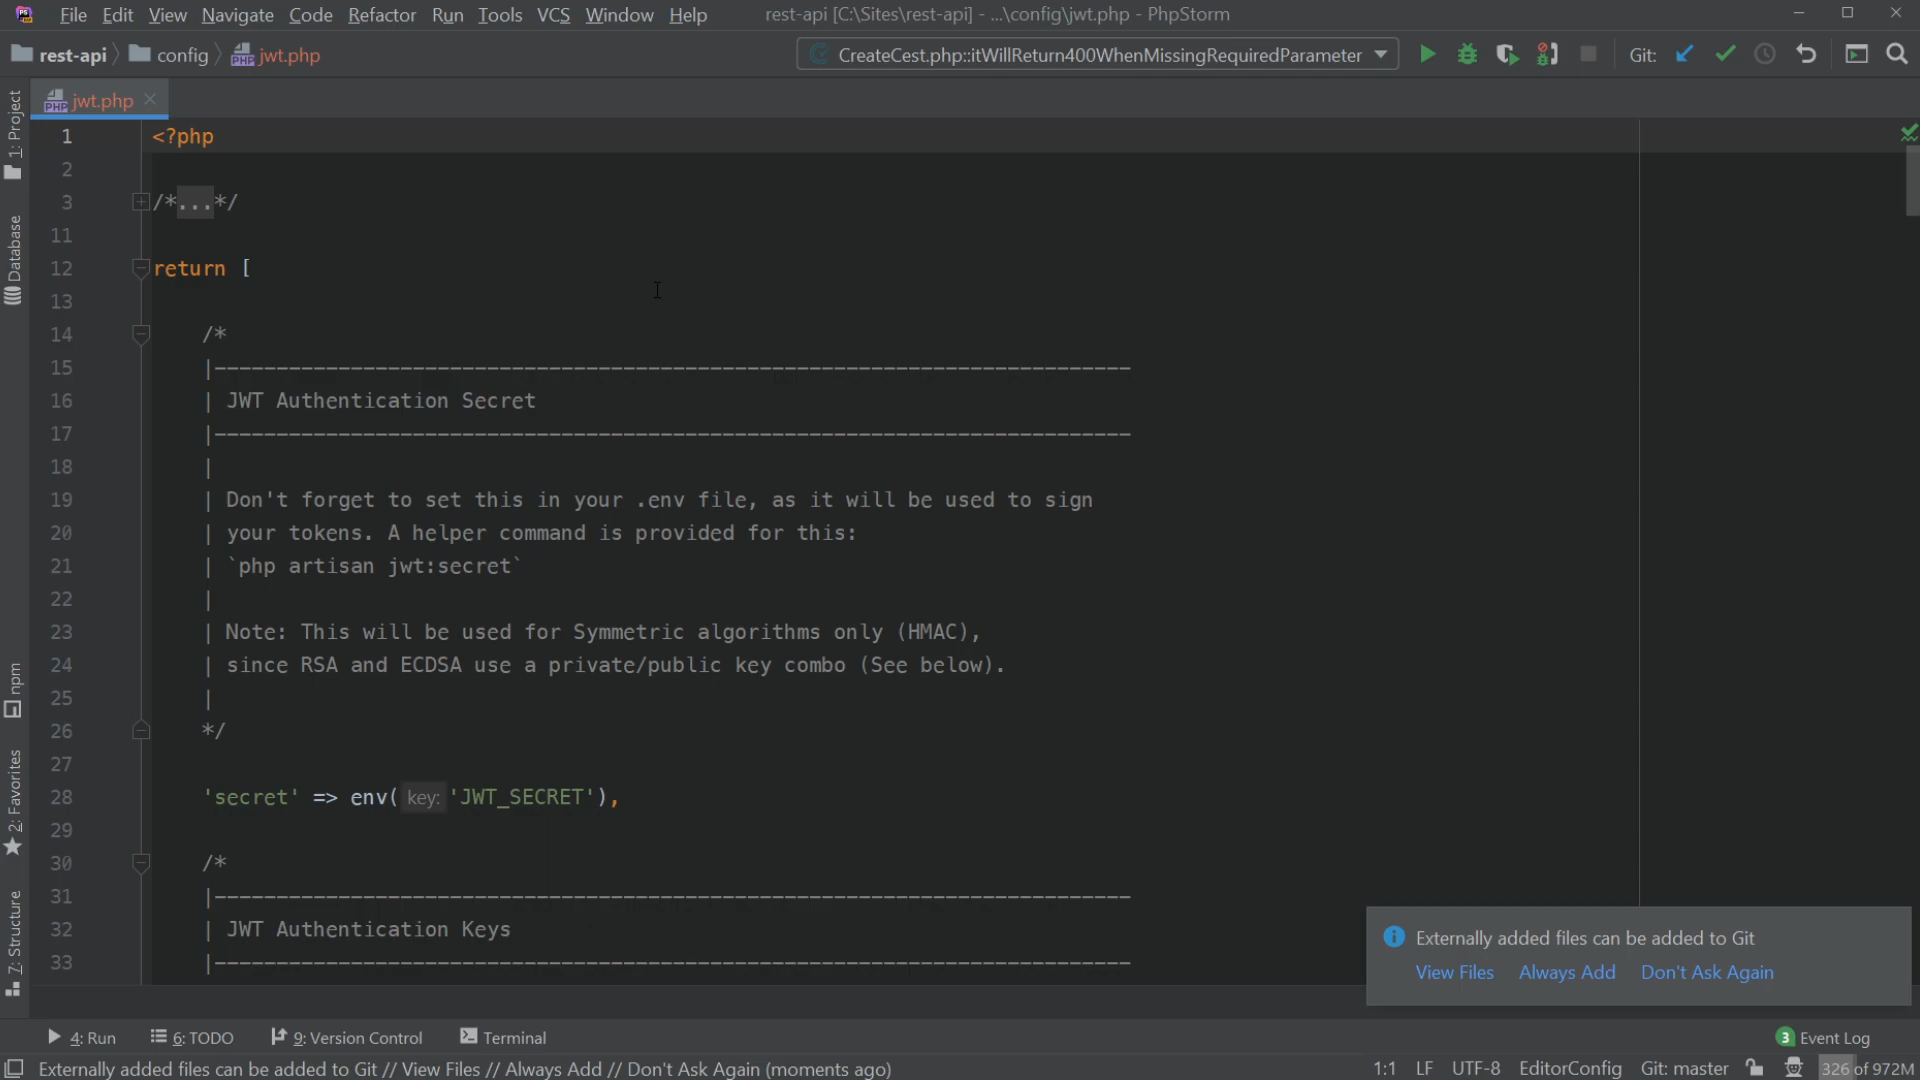 File Edit View Navigate Code Refactor Run Tools VCS Window Help rest-api [C:\Sites\rest-api] - ...\config\jwt.php - PhpStorm
rest-api config jwt.php CreateCest.php::itWillReturn400WhenMissingRequiredParameter Git:
jwt.php
1: Project
Database
npm
2: Favorites
7: Structure
1 <?php
2
3 /*...*/
11
12 return [
13
14 /*
15 |--------------------------------------------------------------------------
16 | JWT Authentication Secret
17 |--------------------------------------------------------------------------
18 |
19 | Don't forget to set this in your .env file, as it will be used to sign
20 | your tokens. A helper command is provided for this:
21 | `php artisan jwt:secret`
22 |
23 | Note: This will be used for Symmetric algorithms only (HMAC),
24 | since RSA and ECDSA use a private/public key combo (See below).
25 |
26 */
27
28 'secret' => env( key: 'JWT_SECRET'),
29
30 /*
31 |--------------------------------------------------------------------------
32 | JWT Authentication Keys
33 |--------------------------------------------------------------------------
Externally added files can be added to Git
View Files Always Add Don't Ask Again
4: Run 6: TODO 9: Version Control Terminal 3 Event Log
Externally added files can be added to Git // View Files // Always Add // Don't Ask Again (moments ago) 1:1 LF UTF-8 EditorConfig Git: master 326 of 972M